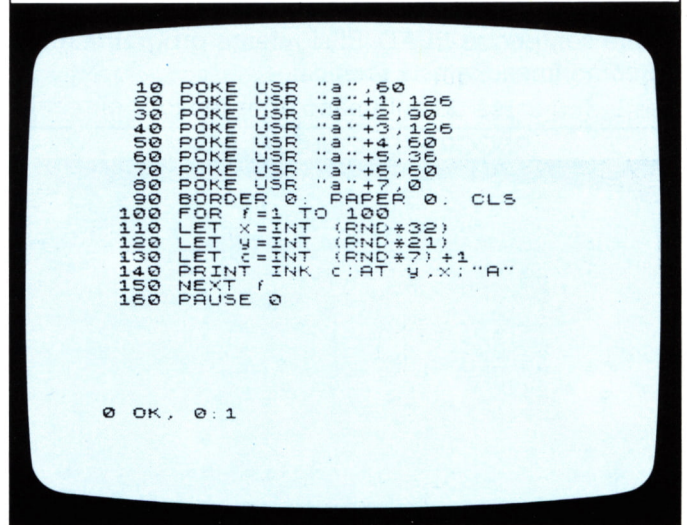 10 POKE USR "a",60
20 POKE USR "a"+1,126
30 POKE USR "a"+2,90
40 POKE USR "a"+3,126
50 POKE USR "a"+4,60
60 POKE USR "a"+5,36
70 POKE USR "a"+6,60
80 POKE USR "a"+7,0
90 BORDER 0: PAPER 0: CLS
100 FOR f=1 TO 100
110 LET x=INT (RND*32)
120 LET y=INT (RND*21)
130 LET c=INT (RND*7)+1
140 PRINT INK c;AT y,x;"A"
150 NEXT f
160 PAUSE 0
0 OK, 0:1